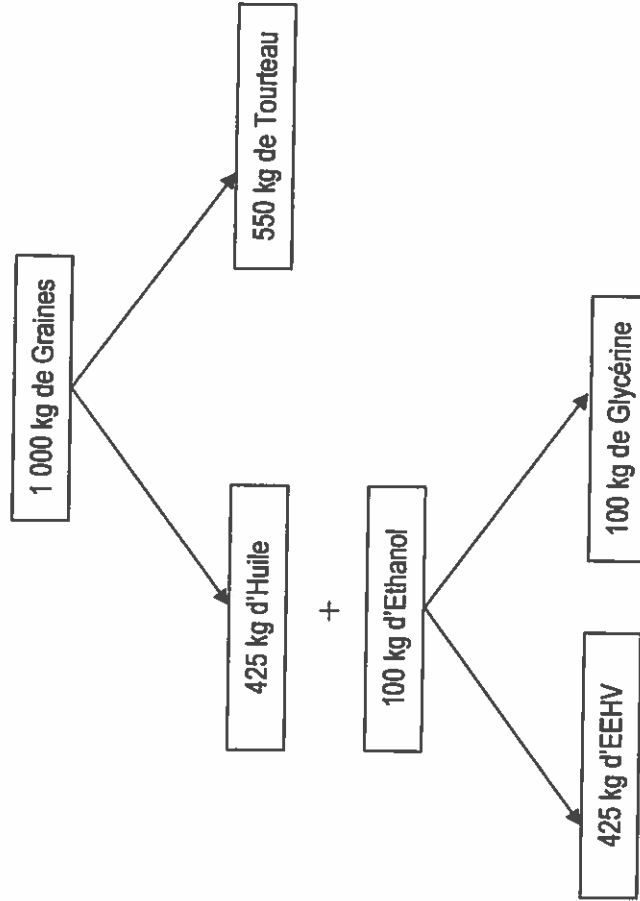 1 000 kg de Graines
425 kg d'Huile
550 kg de Tourteau
+
100 kg d'Ethanol
425 kg d'EEHV
100 kg de Glycérine